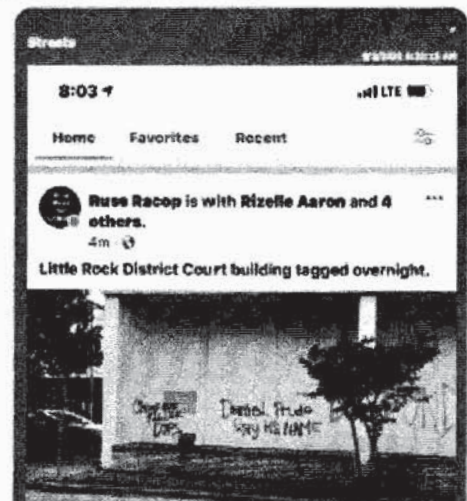 Streets
8:03
LTE
Home Favorites Recent
Russ Racop is with Rizelle Aaron and 4
others.
4m
Little Rock District Court building tagged overnight.
Daniel Prude
Say his NAME